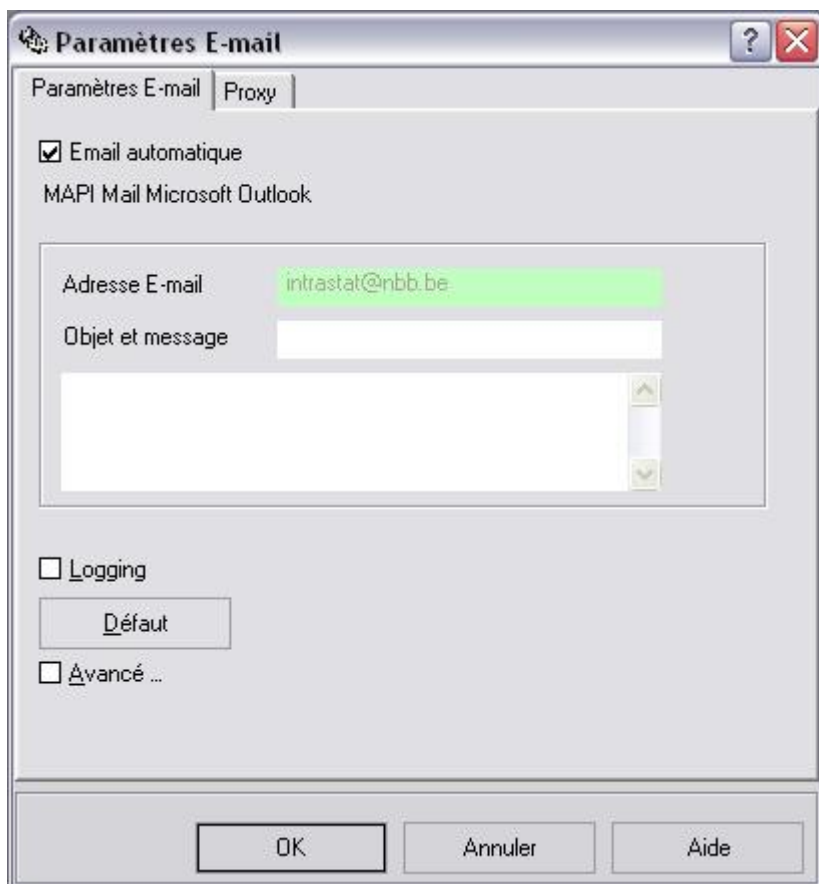 Paramètres E-mail
Paramètres E-mail Proxy
Email automatique
MAPI Mail Microsoft Outlook
Adresse E-mail intrastat@nbb.be
Objet et message
Logging
Défaut
Avancé ...
OK Annuler Aide